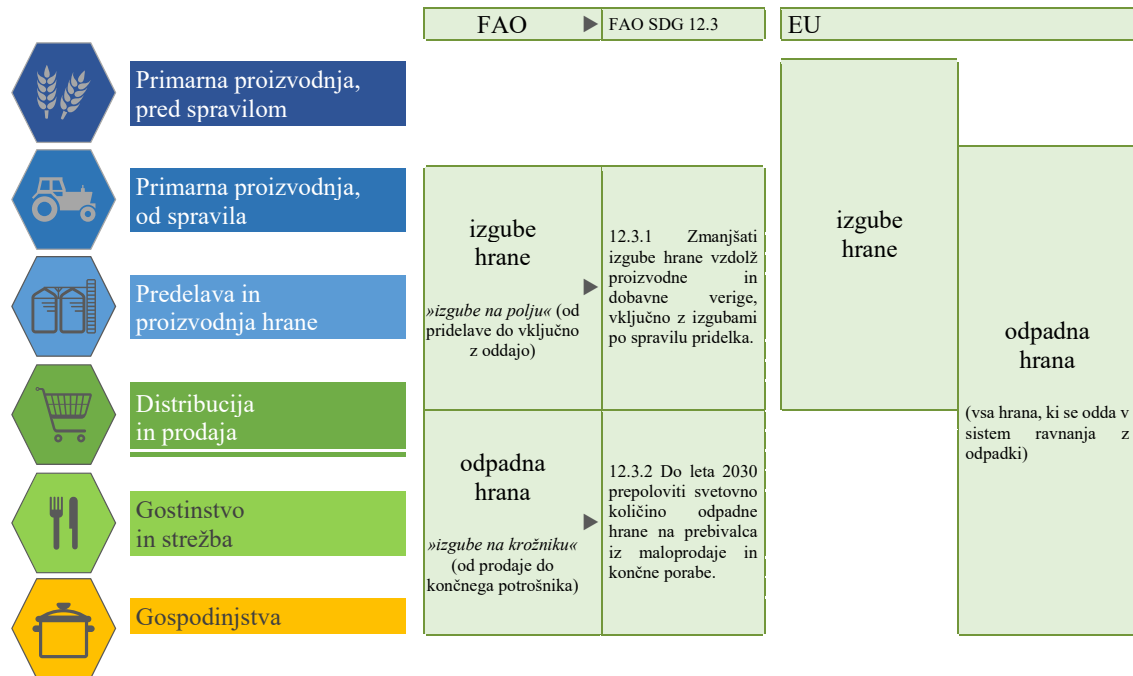 FAO
FAO SDG 12.3
EU
Primarna proizvodnja,
pred spravilom
Primarna proizvodnja,
od spravila
Predelava in
proizvodnja hrane
Distribucija
in prodaja
Gostinstvo
in strežba
Gospodinjstva
izgube
hrane
»izgube na polju« (od
pridelave do vključno
z oddajo)
12.3.1 Zmanjšati
izgube hrane vzdolž
proizvodne in
dobavne verige,
vključno z izgubami
po spravilu pridelka.
odpadna
hrana
»izgube na krožniku«
(od prodaje do
končnega potrošnika)
12.3.2 Do leta 2030
prepoloviti svetovno
količino odpadne
hrane na prebivalca
iz maloprodaje in
končne porabe.
izgube
hrane
odpadna
hrana
(vsa hrana, ki se odda v
sistem ravnanja z
odpadki)